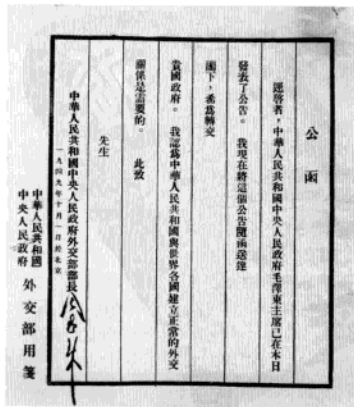 公函
逕啓者，中華人民共和國中央人民政府毛澤東主席已在本日
發表了公告。我現在將這個公告隨函送達
閣下，希爲轉交
貴國政府。我認爲中華人民共和國與世界各國建立正常的外交
關係是需要的。此致
先生
中華人民共和國中央人民政府外交部部長
一九四九年十月一日於北京
中華人民共和國
中央人民政府
外交部用箋